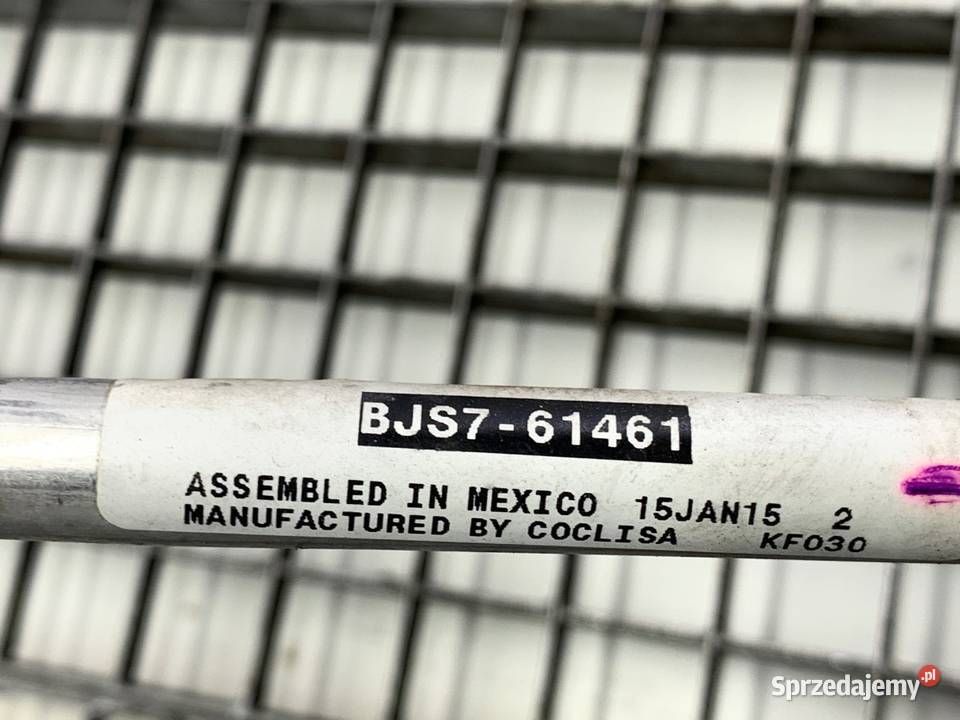 BJS7-61461
ASSEMBLED IN MEXICO 15JAN15 2
MANUFACTURED BY COCLISA KF030
Sprzedajemy.pl